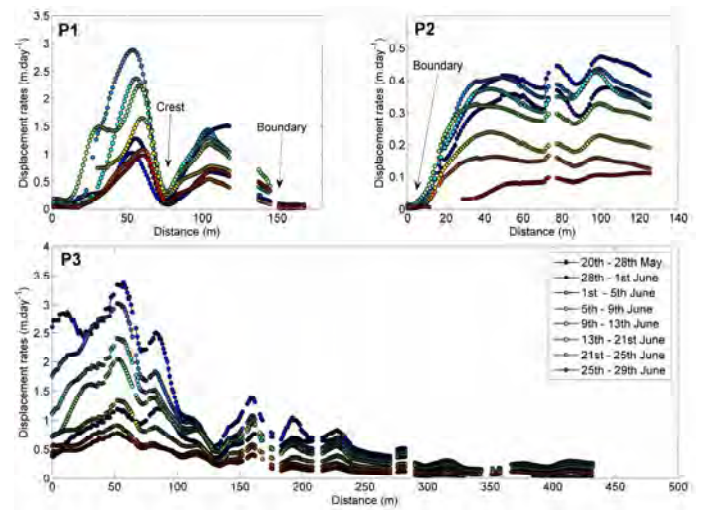 P1
Displacement rates (m.day⁻¹)
3.5
3
2.5
2
1.5
1
0.5
0
Crest
Boundary
0 50 100 150
Distance (m)
P2
Displacement rates (m.day⁻¹)
0.5
0.4
0.3
0.2
0.1
0
Boundary
0 20 40 60 80 100 120 140
Distance (m)
P3
Displacement rates (m.day⁻¹)
4
3.5
3
2.5
2
1.5
1
0.5
0
20th - 28th May
28th - 1st June
1st - 5th June
5th - 9th June
9th - 13th June
13th - 21st June
21st - 25th June
25th - 29th June
0 50 100 150 200 250 300 350 400 450 500
Distance (m)